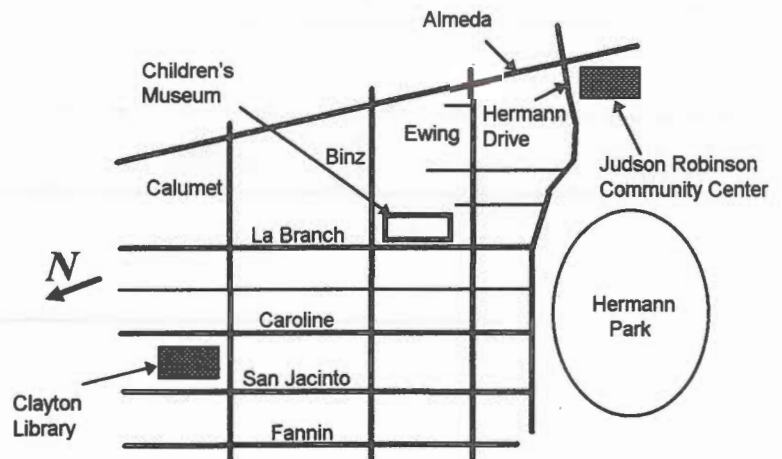 Almeda
Children's
Museum
Hermann
Drive
Ewing
Binz
Judson Robinson
Community Center
Calumet
La Branch
N
Hermann
Park
Caroline
San Jacinto
Clayton
Library
Fannin